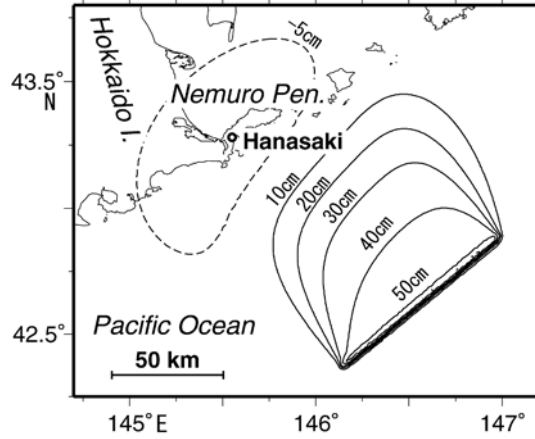 -5cm
Hokkaido I.
43.5°
N
Nemuro Pen.
Hanasaki
10cm
20cm
30cm
40cm
50cm
Pacific Ocean
42.5°
50 km
145°E
146°
147°